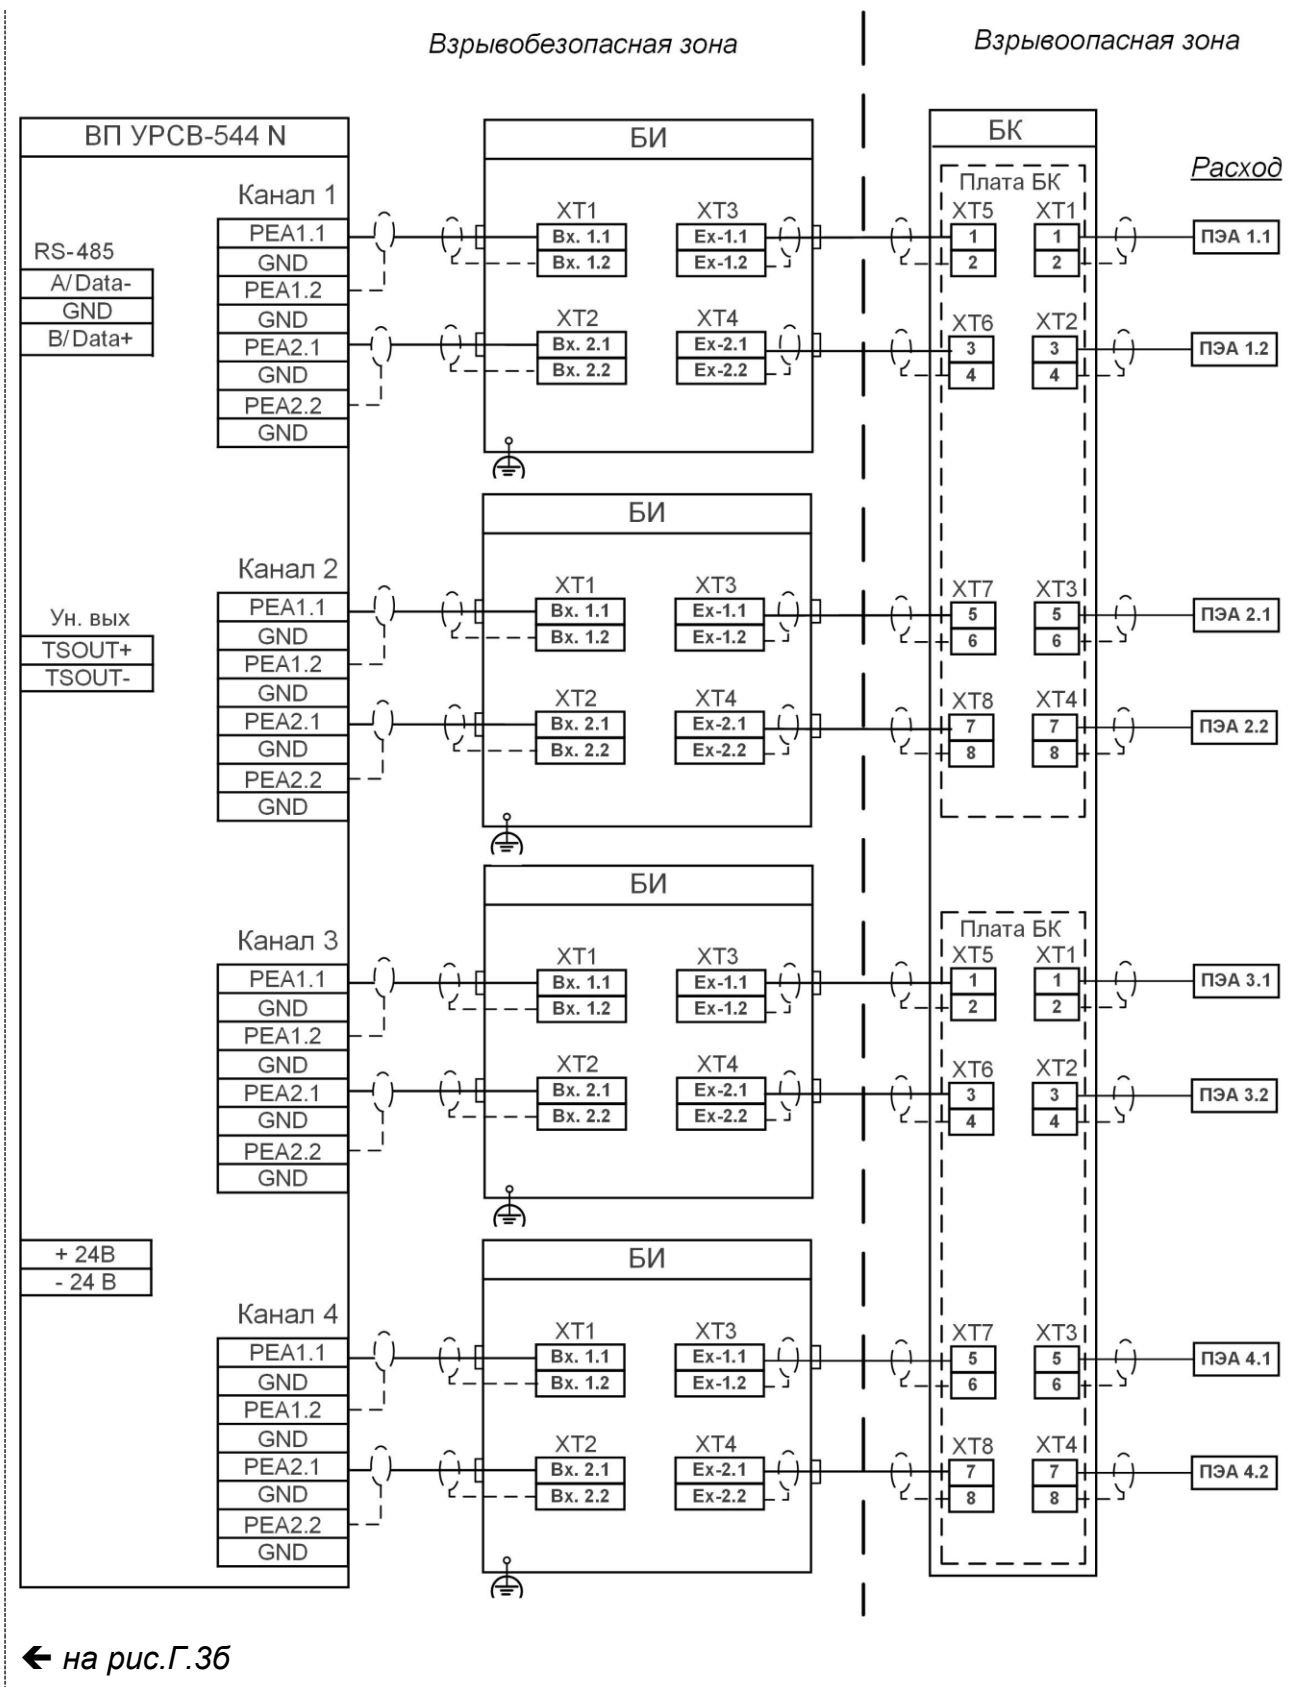 Взрывобезопасная зона
Взрывоопасная зона
ВП УРСВ-544 N
RS-485
A/Data-
GND
B/Data+
Ун. вых
TSOUT+
TSOUT-
+ 24В
- 24 В
Канал 1
PEA1.1
GND
PEA1.2
GND
PEA2.1
GND
PEA2.2
GND
Канал 2
PEA1.1
GND
PEA1.2
GND
PEA2.1
GND
PEA2.2
GND
Канал 3
PEA1.1
GND
PEA1.2
GND
PEA2.1
GND
PEA2.2
GND
Канал 4
PEA1.1
GND
PEA1.2
GND
PEA2.1
GND
PEA2.2
GND
БИ
XT1 XT3
Вх. 1.1 Ex-1.1
Вх. 1.2 Ex-1.2
XT2 XT4
Вх. 2.1 Ex-2.1
Вх. 2.2 Ex-2.2
БИ
XT1 XT3
Вх. 1.1 Ex-1.1
Вх. 1.2 Ex-1.2
XT2 XT4
Вх. 2.1 Ex-2.1
Вх. 2.2 Ex-2.2
БИ
XT1 XT3
Вх. 1.1 Ex-1.1
Вх. 1.2 Ex-1.2
XT2 XT4
Вх. 2.1 Ex-2.1
Вх. 2.2 Ex-2.2
БИ
XT1 XT3
Вх. 1.1 Ex-1.1
Вх. 1.2 Ex-1.2
XT2 XT4
Вх. 2.1 Ex-2.1
Вх. 2.2 Ex-2.2
БК
Плата БК
XT5 XT1
1 1
2 2
XT6 XT2
3 3
4 4
XT7 XT3
5 5
6 6
XT8 XT4
7 7
8 8
Плата БК
XT5 XT1
1 1
2 2
XT6 XT2
3 3
4 4
XT7 XT3
5 5
6 6
XT8 XT4
7 7
8 8
Расход
ПЭА 1.1
ПЭА 1.2
ПЭА 2.1
ПЭА 2.2
ПЭА 3.1
ПЭА 3.2
ПЭА 4.1
ПЭА 4.2
← на рис.Г.3б